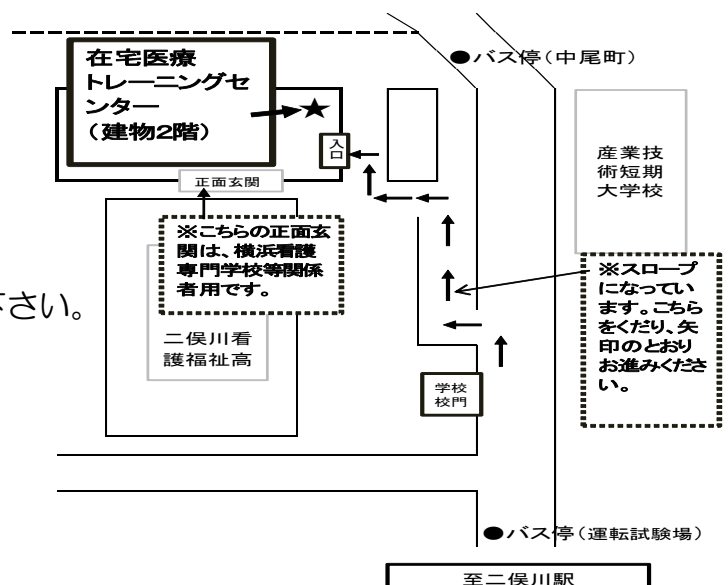 在宅医療
トレーニングセ
ンター
（建物2階）
★
●バス停（中尾町）
入口
正面玄関
産業技
術短期
大学校
※こちらの正面玄
関は、横浜看護
専門学校等関係
者用です。
※スロープ
になってい
ます。こちら
をくだり、矢
印のとおり
お進みくださ
い。
下さい。
二俣川看
護福祉高
学校
校門
●バス停（運転試験場）
至二俣川駅